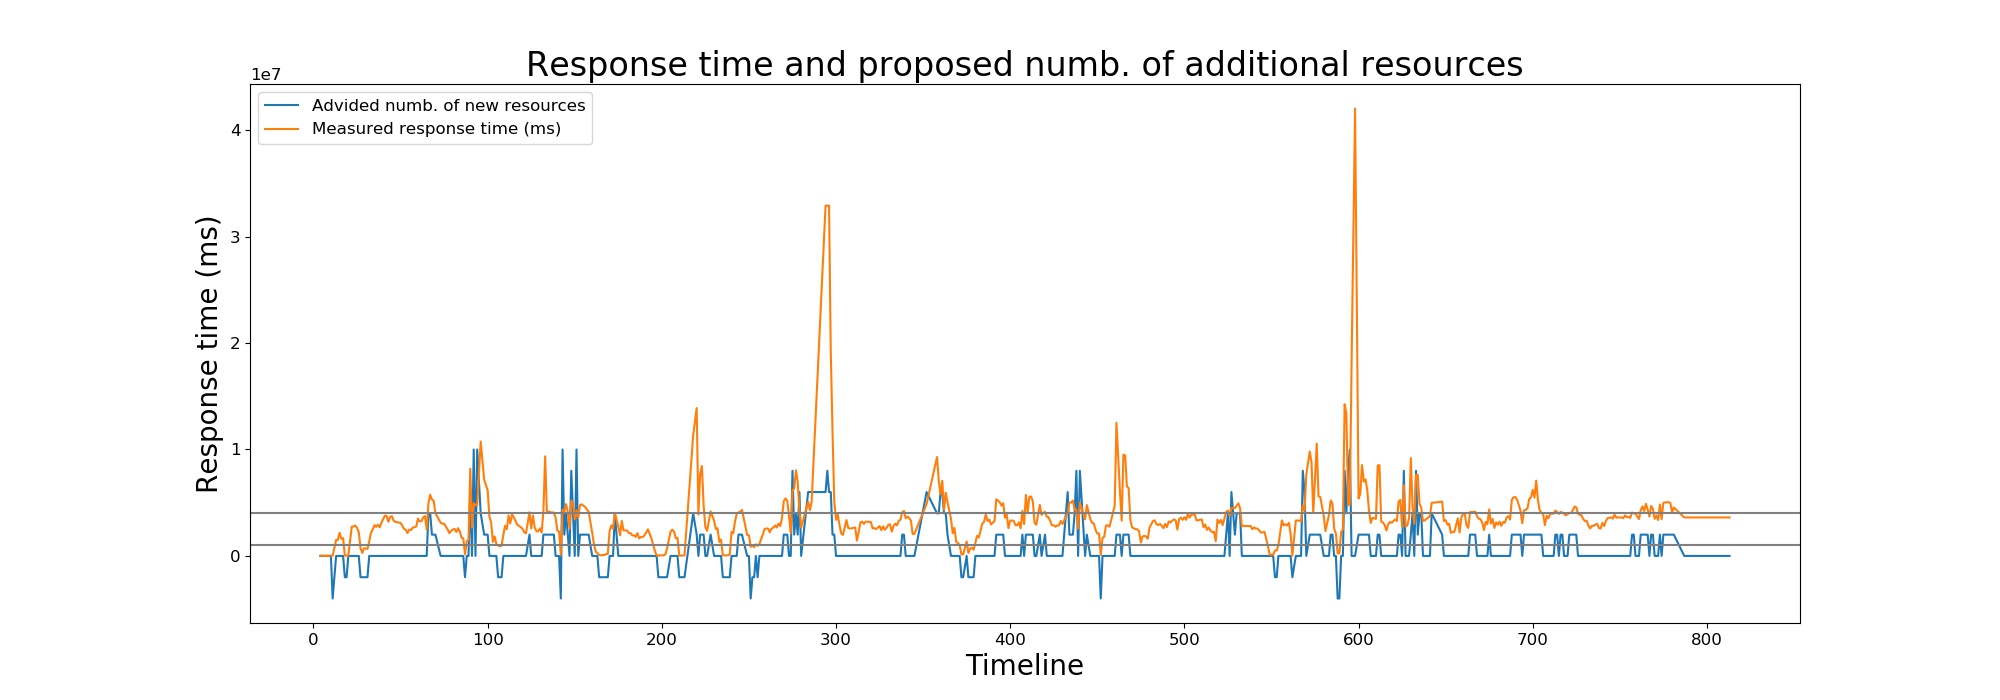 Response time and proposed numb. of additional resources
1e7
Advided numb. of new resources
Measured response time (ms)
Response time (ms)
4
3
2
1
0
0 100 200 300 400 500 600 700 800
Timeline